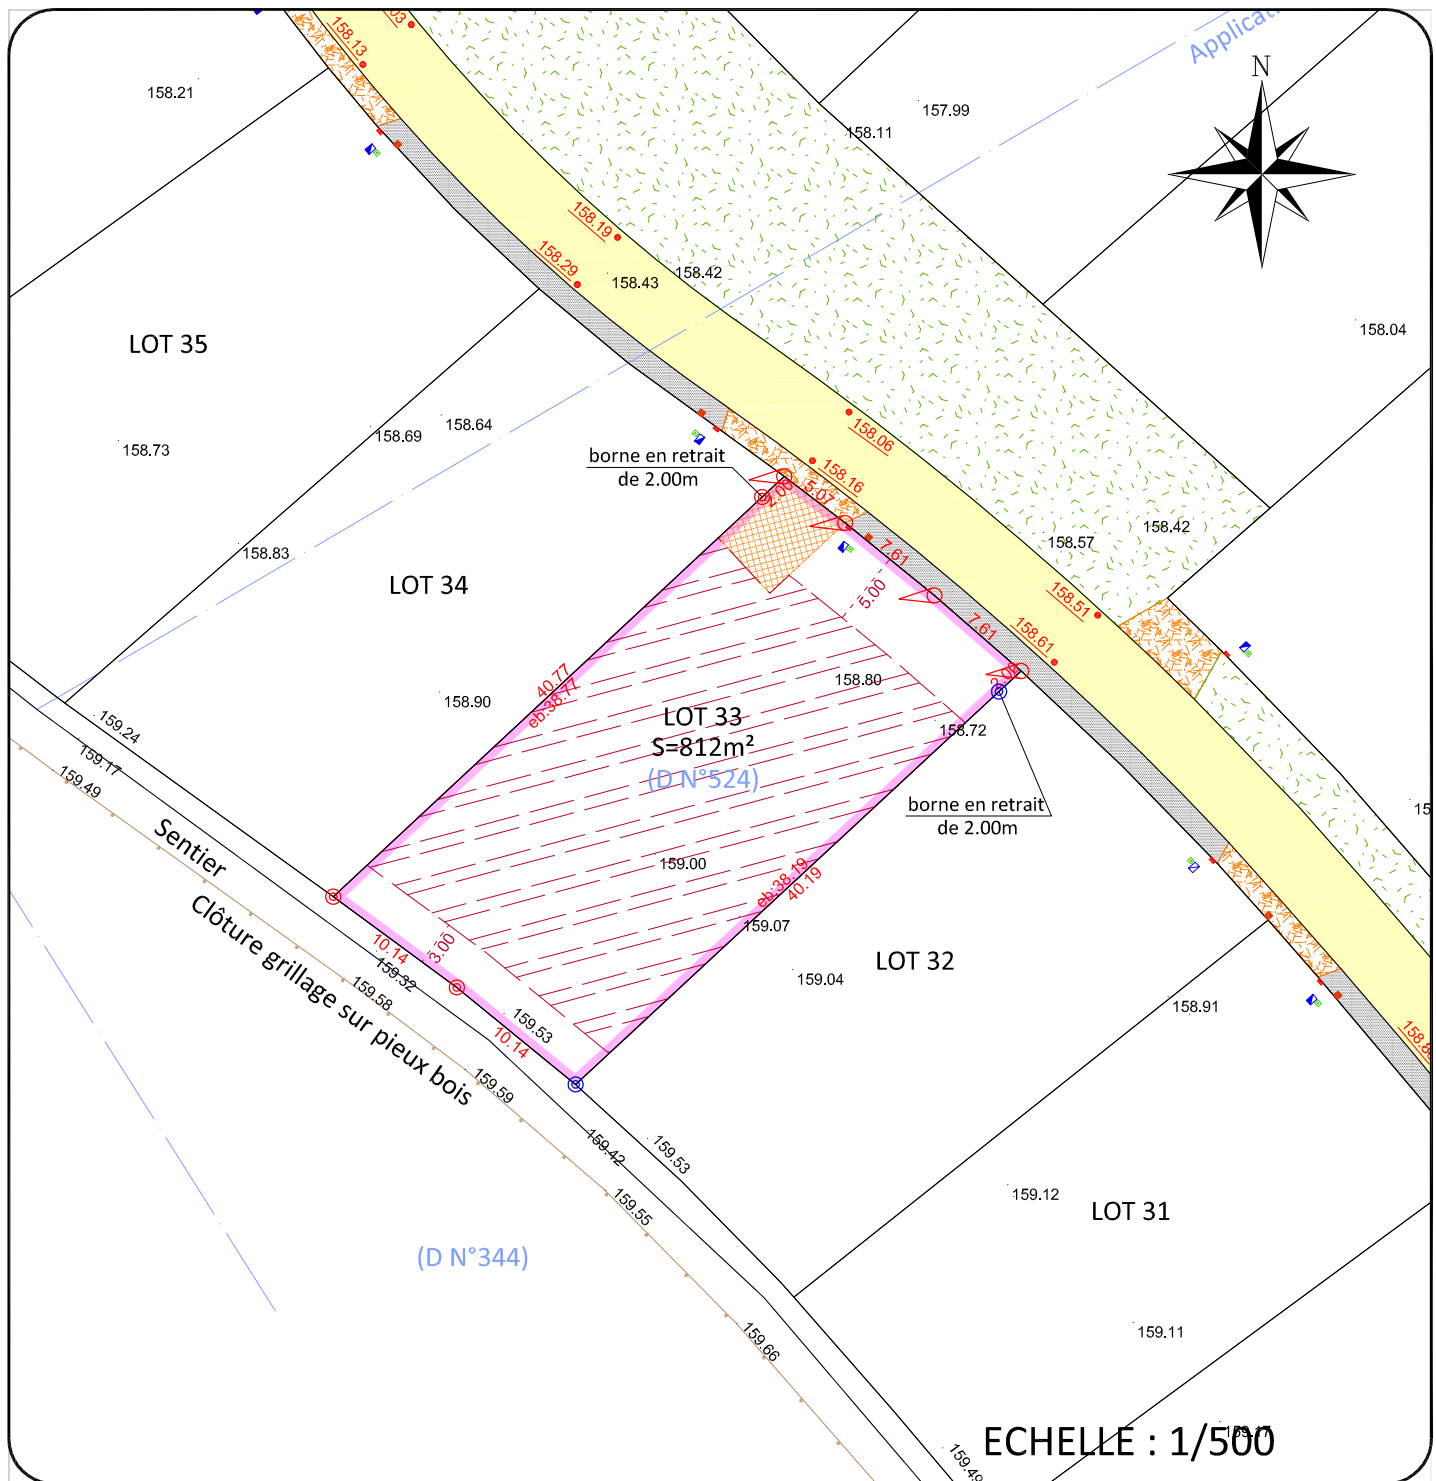 158.13
Applicati
N
158.21
157.99
158.11
158.19
158.29
158.43
158.42
158.04
LOT 35
158.73
158.69
158.64
borne en retrait
de 2.00m
158.06
158.16
2.00
5.07
158.42
158.57
7.61
5.00
158.83
LOT 34
158.51
7.61
158.61
2.00
158.80
40.77
eb:38.77
158.90
LOT 33
S=812m²
(D N°524)
158.72
159.24
159.17
159.49
borne en retrait
de 2.00m
Sentier
159.00
eb:38.19
40.19
159.07
Clôture grillage sur pieux bois
10.14
3.00
159.32
159.58
LOT 32
159.04
158.91
159.53
10.14
159.59
159.42
159.53
159.55
159.12
LOT 31
(D N°344)
159.11
159.66
ECHELLE : 1/500
159.17
159.49